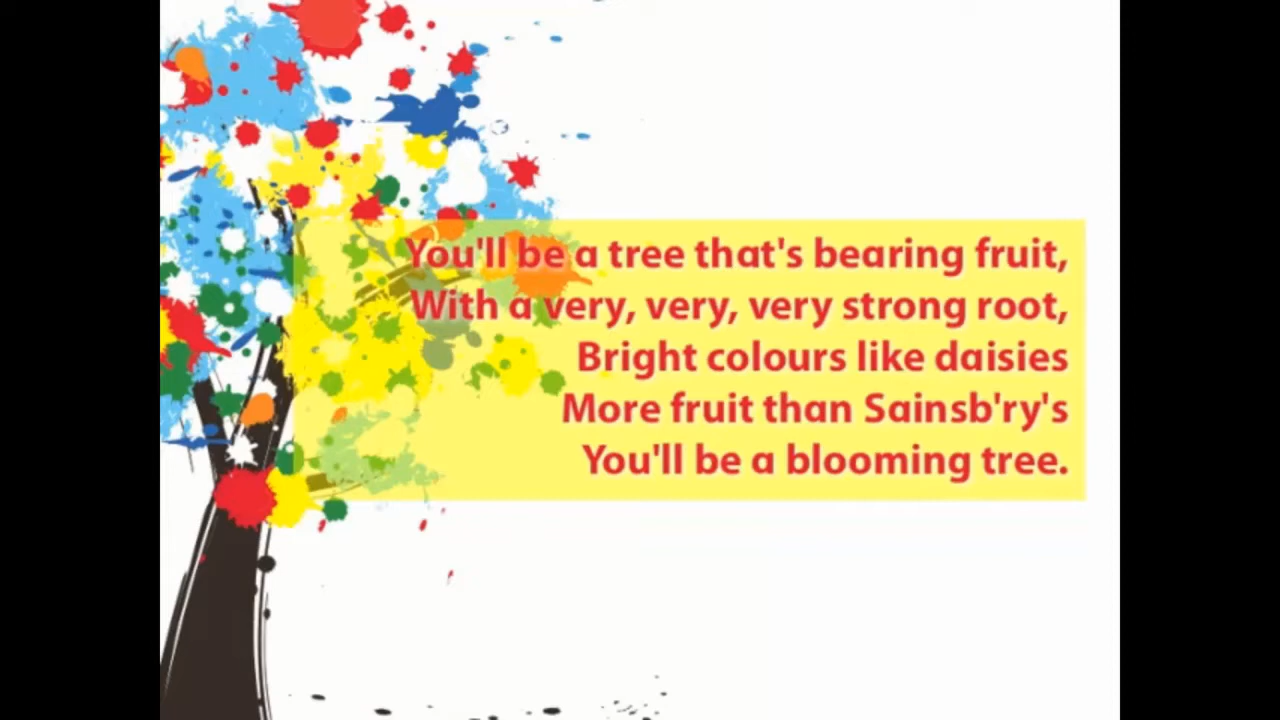 You'll be a tree that's bearing fruit,
With a very, very, very strong root,
Bright colours like daisies
More fruit than Sainsb'ry's
You'll be a blooming tree.